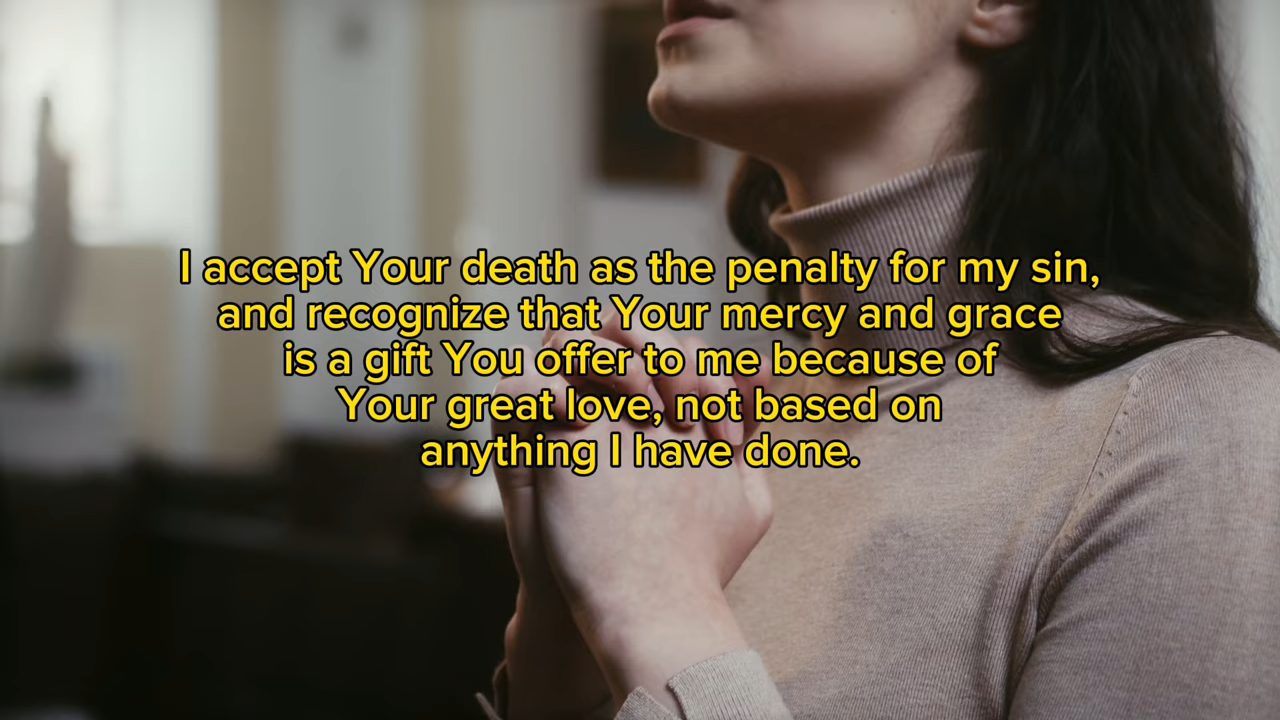 I accept Your death as the penalty for my sin,
and recognize that Your mercy and grace
is a gift You offer to me because of
Your great love, not based on
anything I have done.